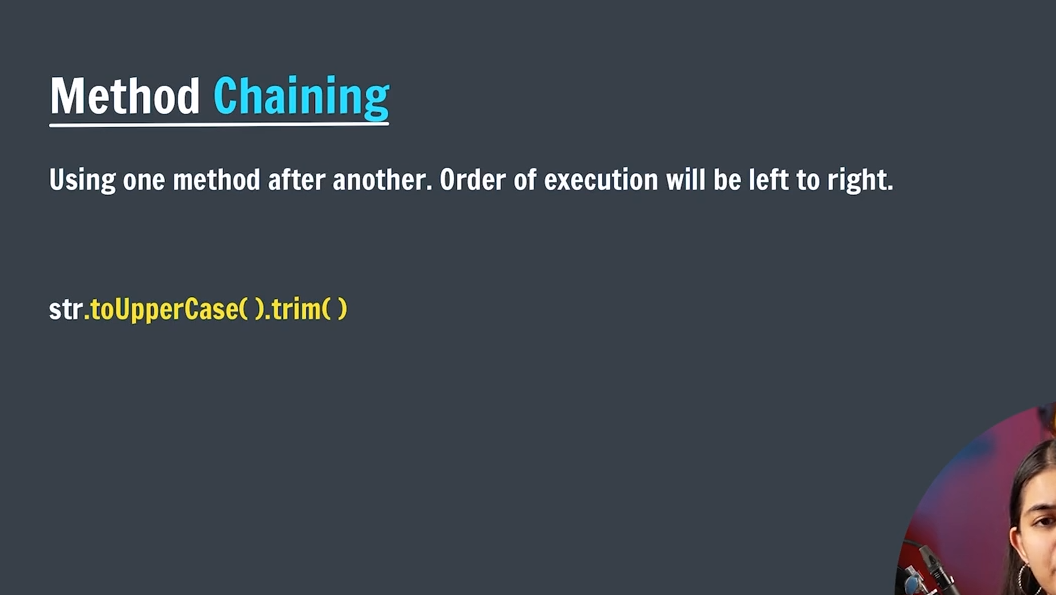 Method Chaining
Using one method after another. Order of execution will be left to right.
str.toUpperCase( ).trim( )